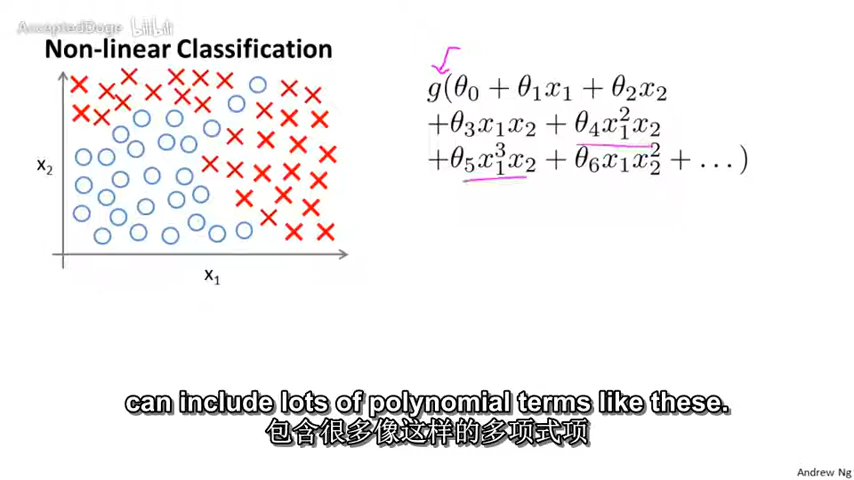 AcceptedDoge bilibili
Non-linear Classification
x₂
x₁
g(θ₀ + θ₁x₁ + θ₂x₂
+θ₃x₁x₂ + θ₄x₁²x₂
+θ₅x₁³x₂ + θ₆x₁x₂² + ...)
can include lots of polynomial terms like these.
包含很多像这样的多项式项
Andrew Ng